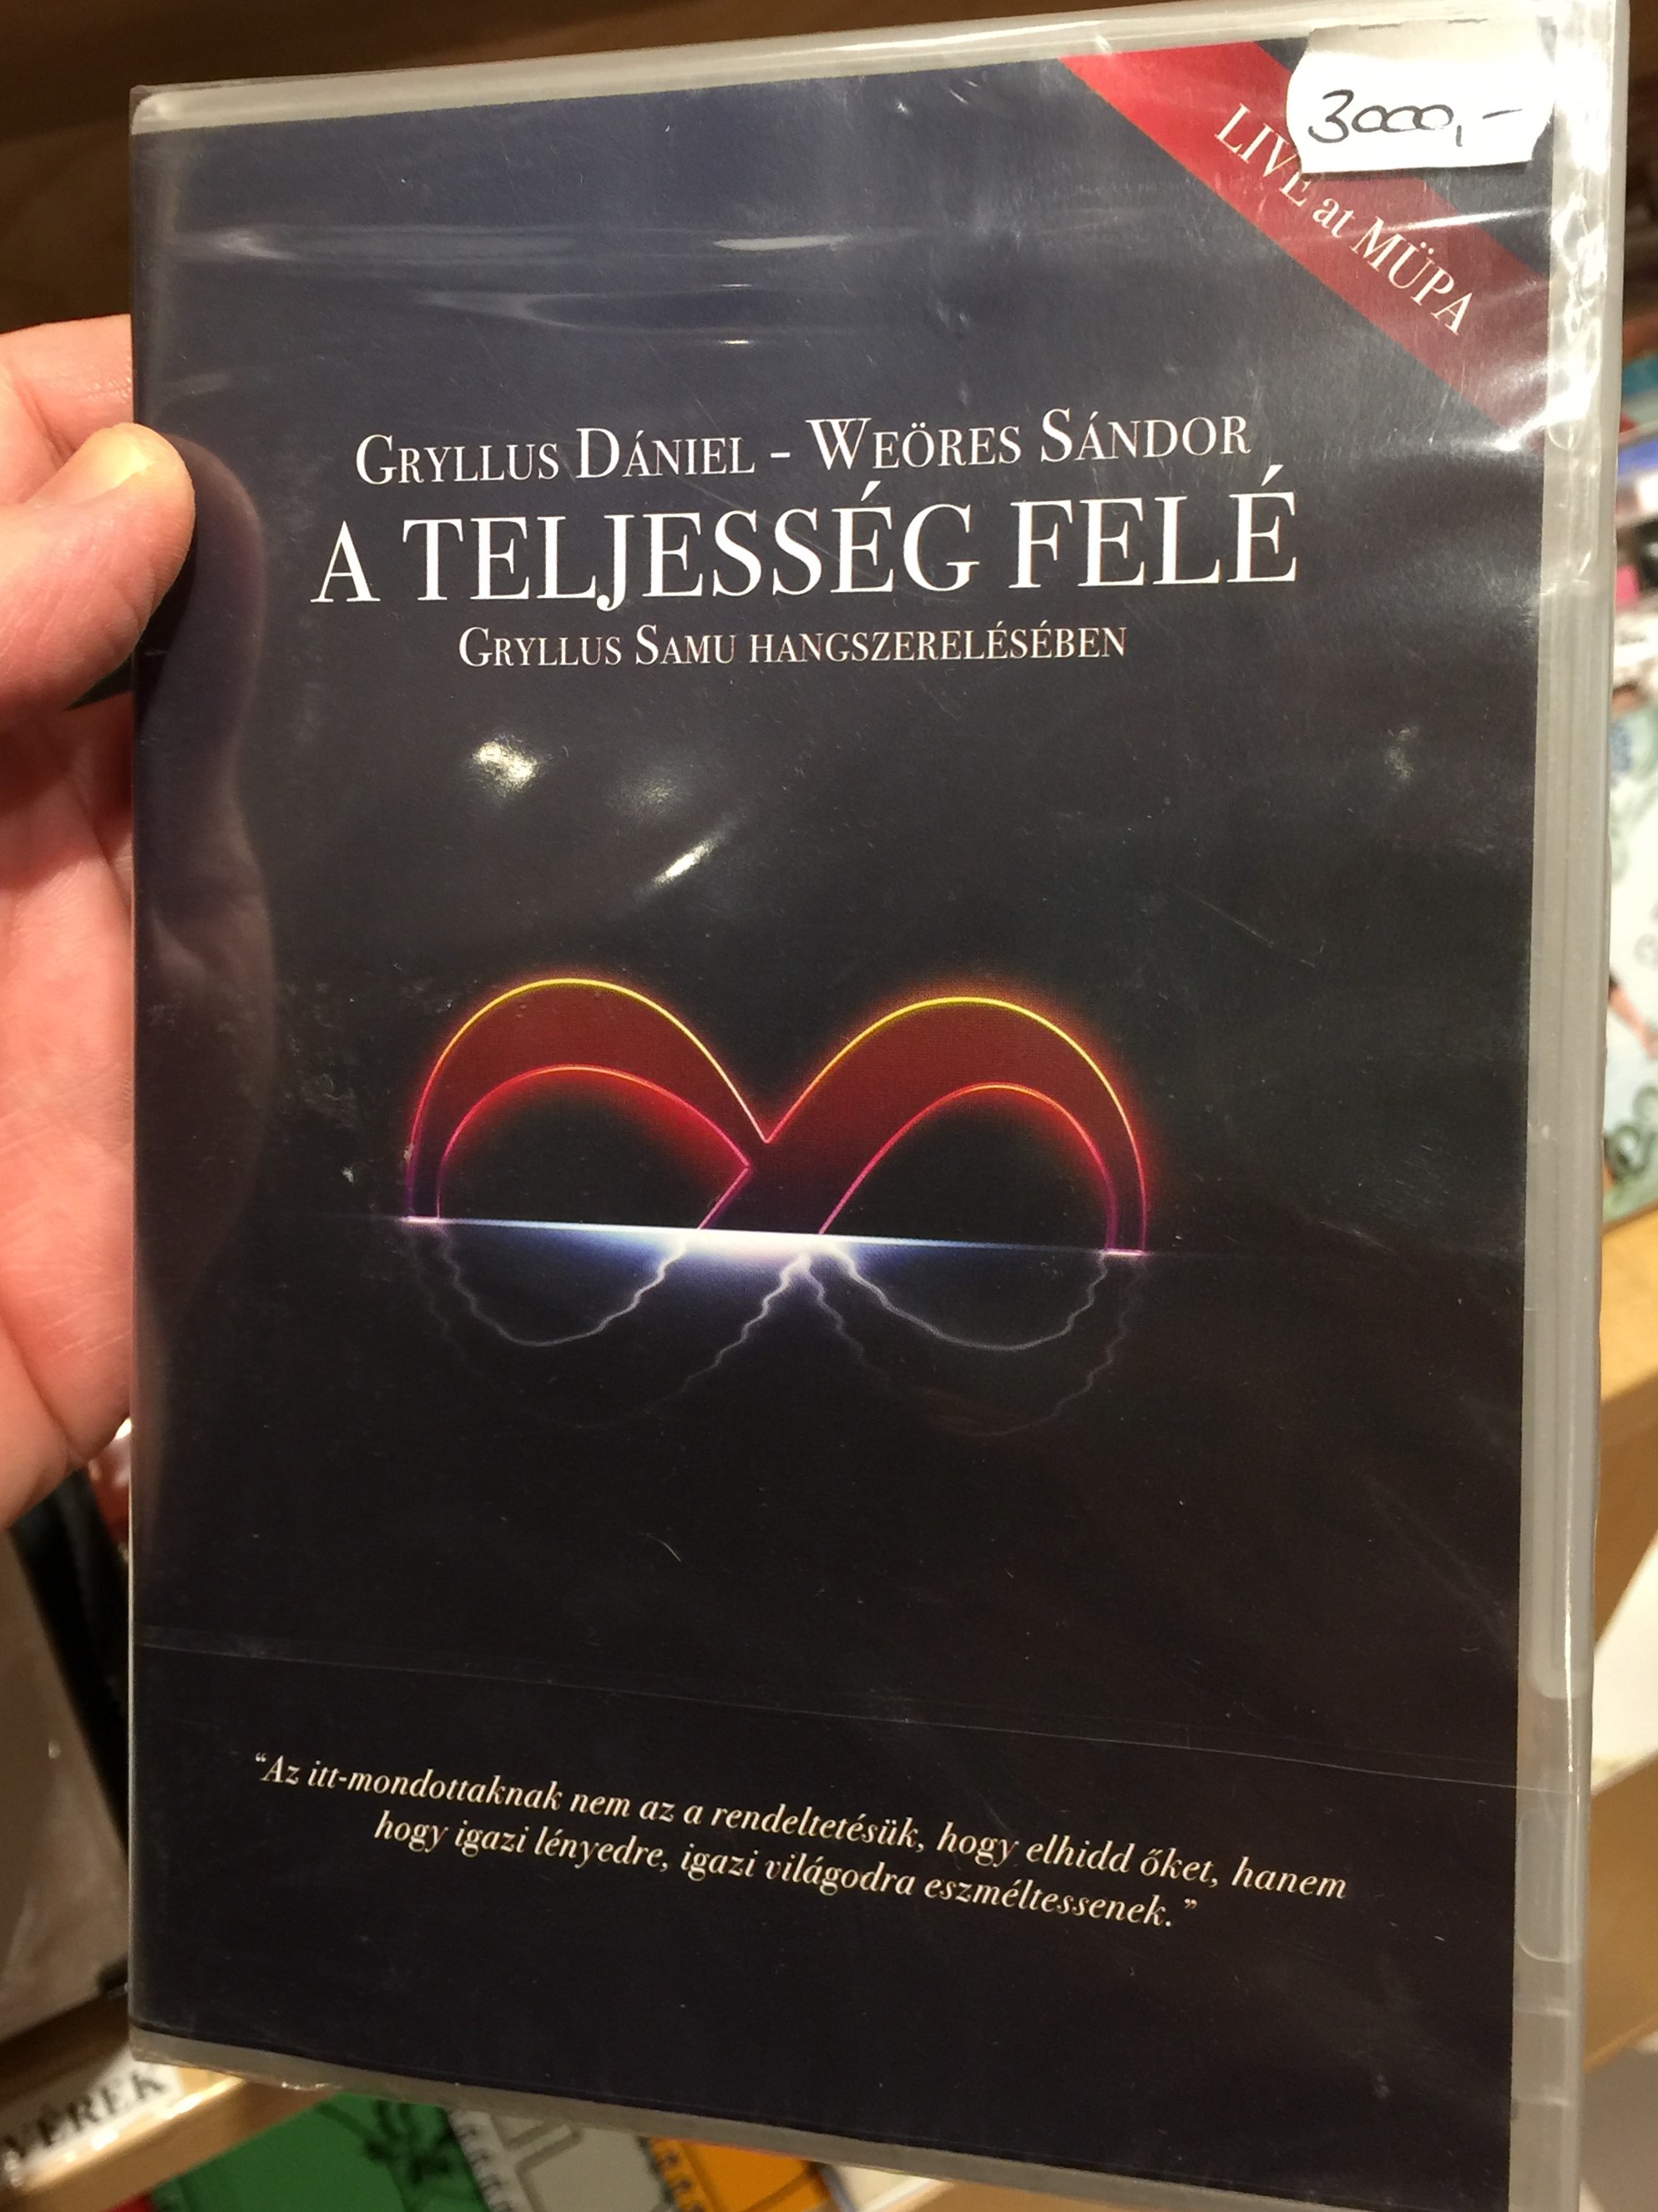 3000,-
LIVE at MÜPA
GRYLLUS DÁNIEL - WEÖRES SÁNDOR
A TELJESSÉG FELÉ
GRYLLUS SAMU HANGSZERELÉSÉBEN
“Az itt-mondottaknak nem az a rendeltetésük, hogy elhidd őket, hanem
hogy igazi lényedre, igazi világodra eszméltessenek.”